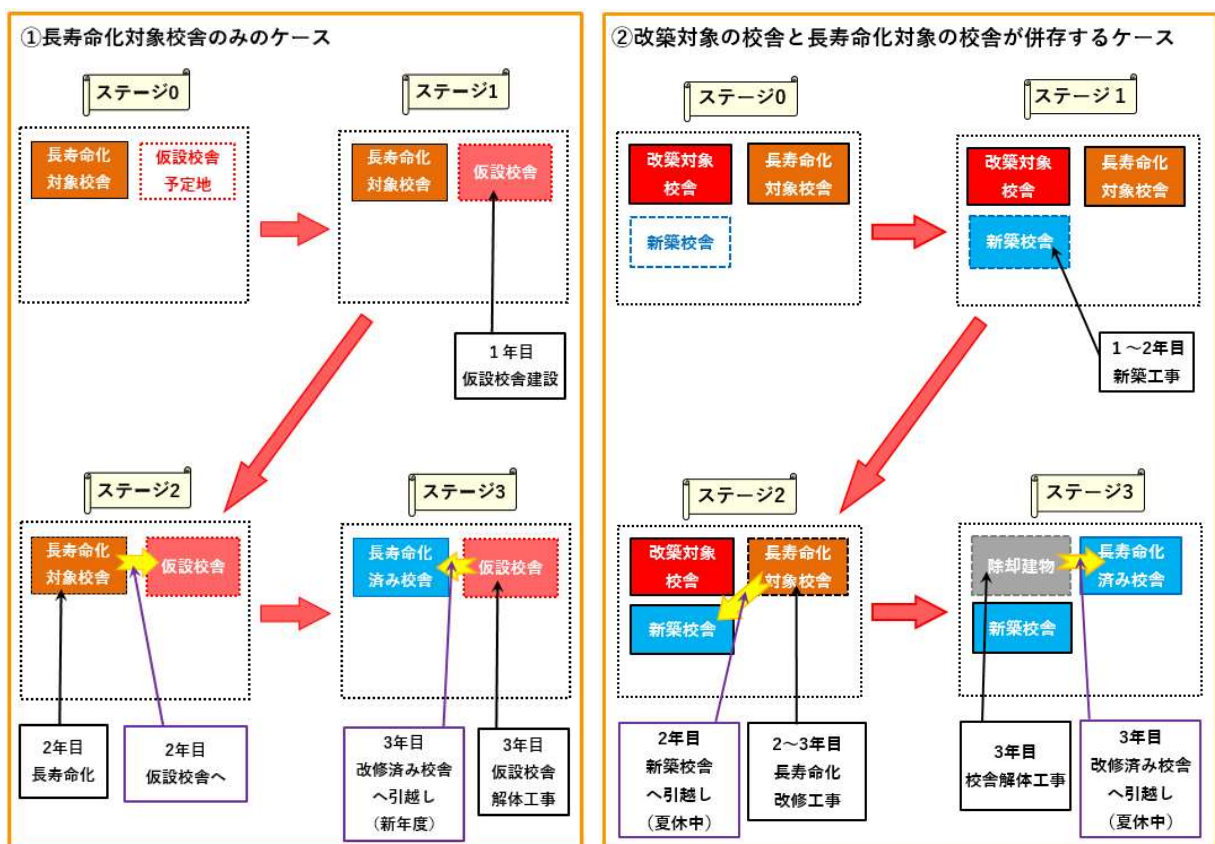 ①長寿命化対象校舎のみのケース
ステージ0
長寿命化
対象校舎
仮設校舎
予定地
ステージ1
長寿命化
対象校舎
仮設校舎
1年目
仮設校舎建設
ステージ2
長寿命化
対象校舎
仮設校舎
2年目
長寿命化
2年目
仮設校舎へ
ステージ3
長寿命化
済み校舎
仮設校舎
3年目
改修済み校舎
へ引越し
（新年度）
3年目
仮設校舎
解体工事
②改築対象の校舎と長寿命化対象の校舎が併存するケース
ステージ0
改築対象
校舎
長寿命化
対象校舎
新築校舎
ステージ１
改築対象
校舎
長寿命化
対象校舎
新築校舎
1～2年目
新築工事
ステージ2
改築対象
校舎
長寿命化
対象校舎
新築校舎
2年目
新築校舎
へ引越し
（夏休中）
2～3年目
長寿命化
改修工事
ステージ3
除却建物
長寿命化
済み校舎
新築校舎
3年目
校舎解体工事
3年目
改修済み校舎
へ引越し
（夏休中）